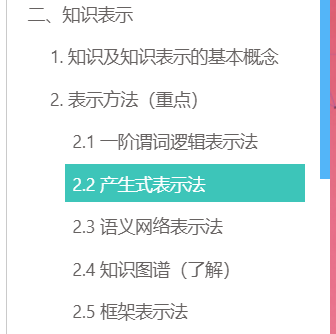 二、知识表示
1. 知识及知识表示的基本概念
2. 表示方法（重点）
2.1 一阶谓词逻辑表示法
2.2 产生式表示法
2.3 语义网络表示法
2.4 知识图谱（了解）
2.5 框架表示法